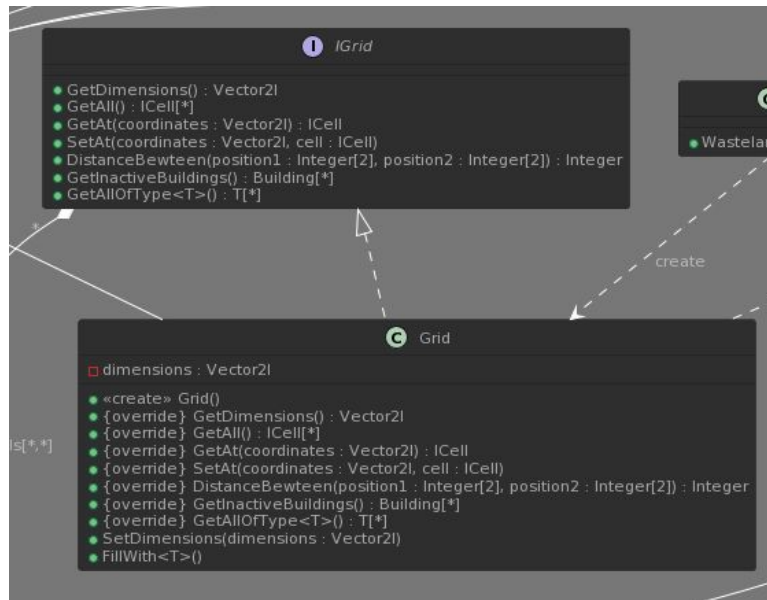 I IGrid
GetDimensions() : Vector2I
GetAll() : ICell[*]
GetAt(coordinates : Vector2I) : ICell
SetAt(coordinates : Vector2I, cell : ICell)
DistanceBewteen(position1 : Integer[2], position2 : Integer[2]) : Integer
GetInactiveBuildings() : Building[*]
GetAllOfType<T>() : T[*]
*
create
C Grid
dimensions : Vector2I
«create» Grid()
{override} GetDimensions() : Vector2I
{override} GetAll() : ICell[*]
{override} GetAt(coordinates : Vector2I) : ICell
{override} SetAt(coordinates : Vector2I, cell : ICell)
{override} DistanceBewteen(position1 : Integer[2], position2 : Integer[2]) : Integer
{override} GetInactiveBuildings() : Building[*]
{override} GetAllOfType<T>() : T[*]
SetDimensions(dimensions : Vector2I)
FillWith<T>()
ls[*,*]